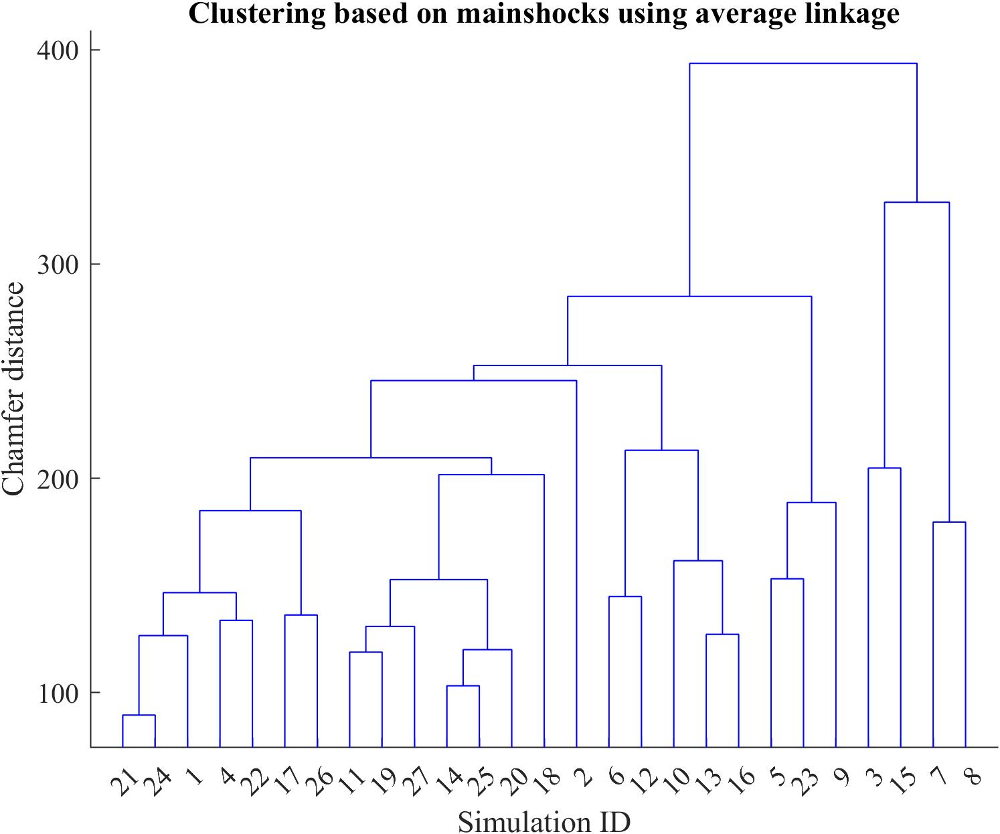 Clustering based on mainshocks using average linkage
400
300
200
100
Chamfer distance
21 24 1 4 22 17 26 11 19 27 14 25 20 18 2 6 12 10 13 16 5 23 9 3 15 7 8
Simulation ID